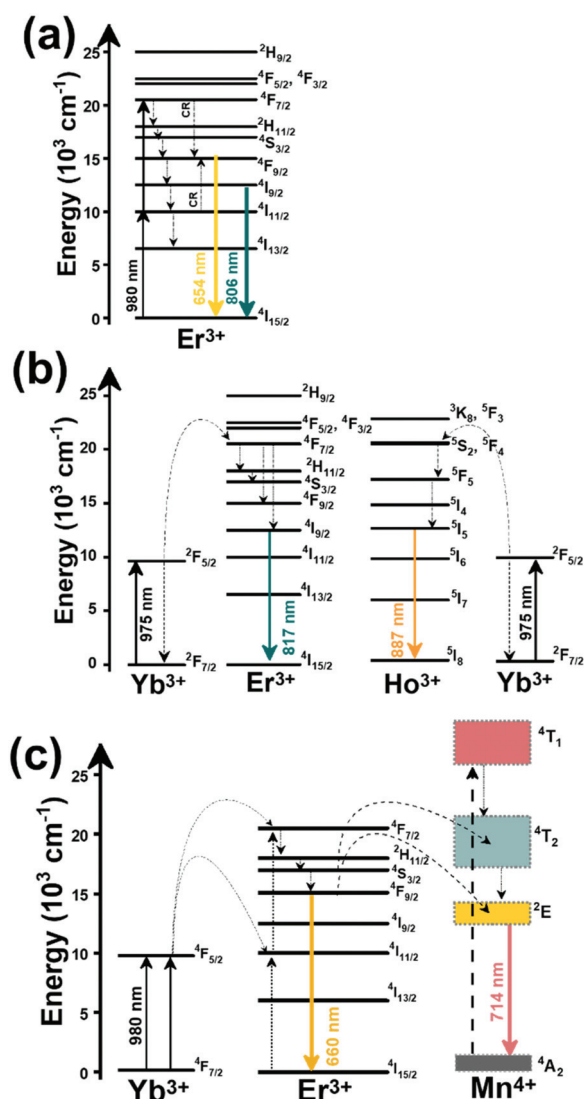 (a)
Energy (10³ cm⁻¹)
25
20
15
10
5
0
²H₉/₂
⁴F₅/₂, ⁴F₃/₂
⁴F₇/₂
²H₁₁/₂
⁴S₃/₂
⁴F₉/₂
⁴I₉/₂
⁴I₁₁/₂
⁴I₁₃/₂
⁴I₁₅/₂
CR
CR
980 nm
654 nm
806 nm
Er³⁺
(b)
Energy (10³ cm⁻¹)
25
20
15
10
5
0
²F₅/₂
²F₇/₂
975 nm
Yb³⁺
²H₉/₂
⁴F₅/₂, ⁴F₃/₂
⁴F₇/₂
²H₁₁/₂
⁴S₃/₂
⁴F₉/₂
⁴I₉/₂
⁴I₁₁/₂
⁴I₁₃/₂
⁴I₁₅/₂
817 nm
Er³⁺
³K₈, ⁵F₃
⁵S₂, ⁵F₄
⁵F₅
⁵I₄
⁵I₅
⁵I₆
⁵I₇
⁵I₈
887 nm
Ho³⁺
²F₅/₂
²F₇/₂
975 nm
Yb³⁺
(c)
Energy (10³ cm⁻¹)
25
20
15
10
5
0
⁴F₅/₂
⁴F₇/₂
980 nm
Yb³⁺
⁴F₇/₂
²H₁₁/₂
⁴S₃/₂
⁴F₉/₂
⁴I₉/₂
⁴I₁₁/₂
⁴I₁₃/₂
⁴I₁₅/₂
660 nm
Er³⁺
⁴T₁
⁴T₂
²E
⁴A₂
714 nm
Mn⁴⁺